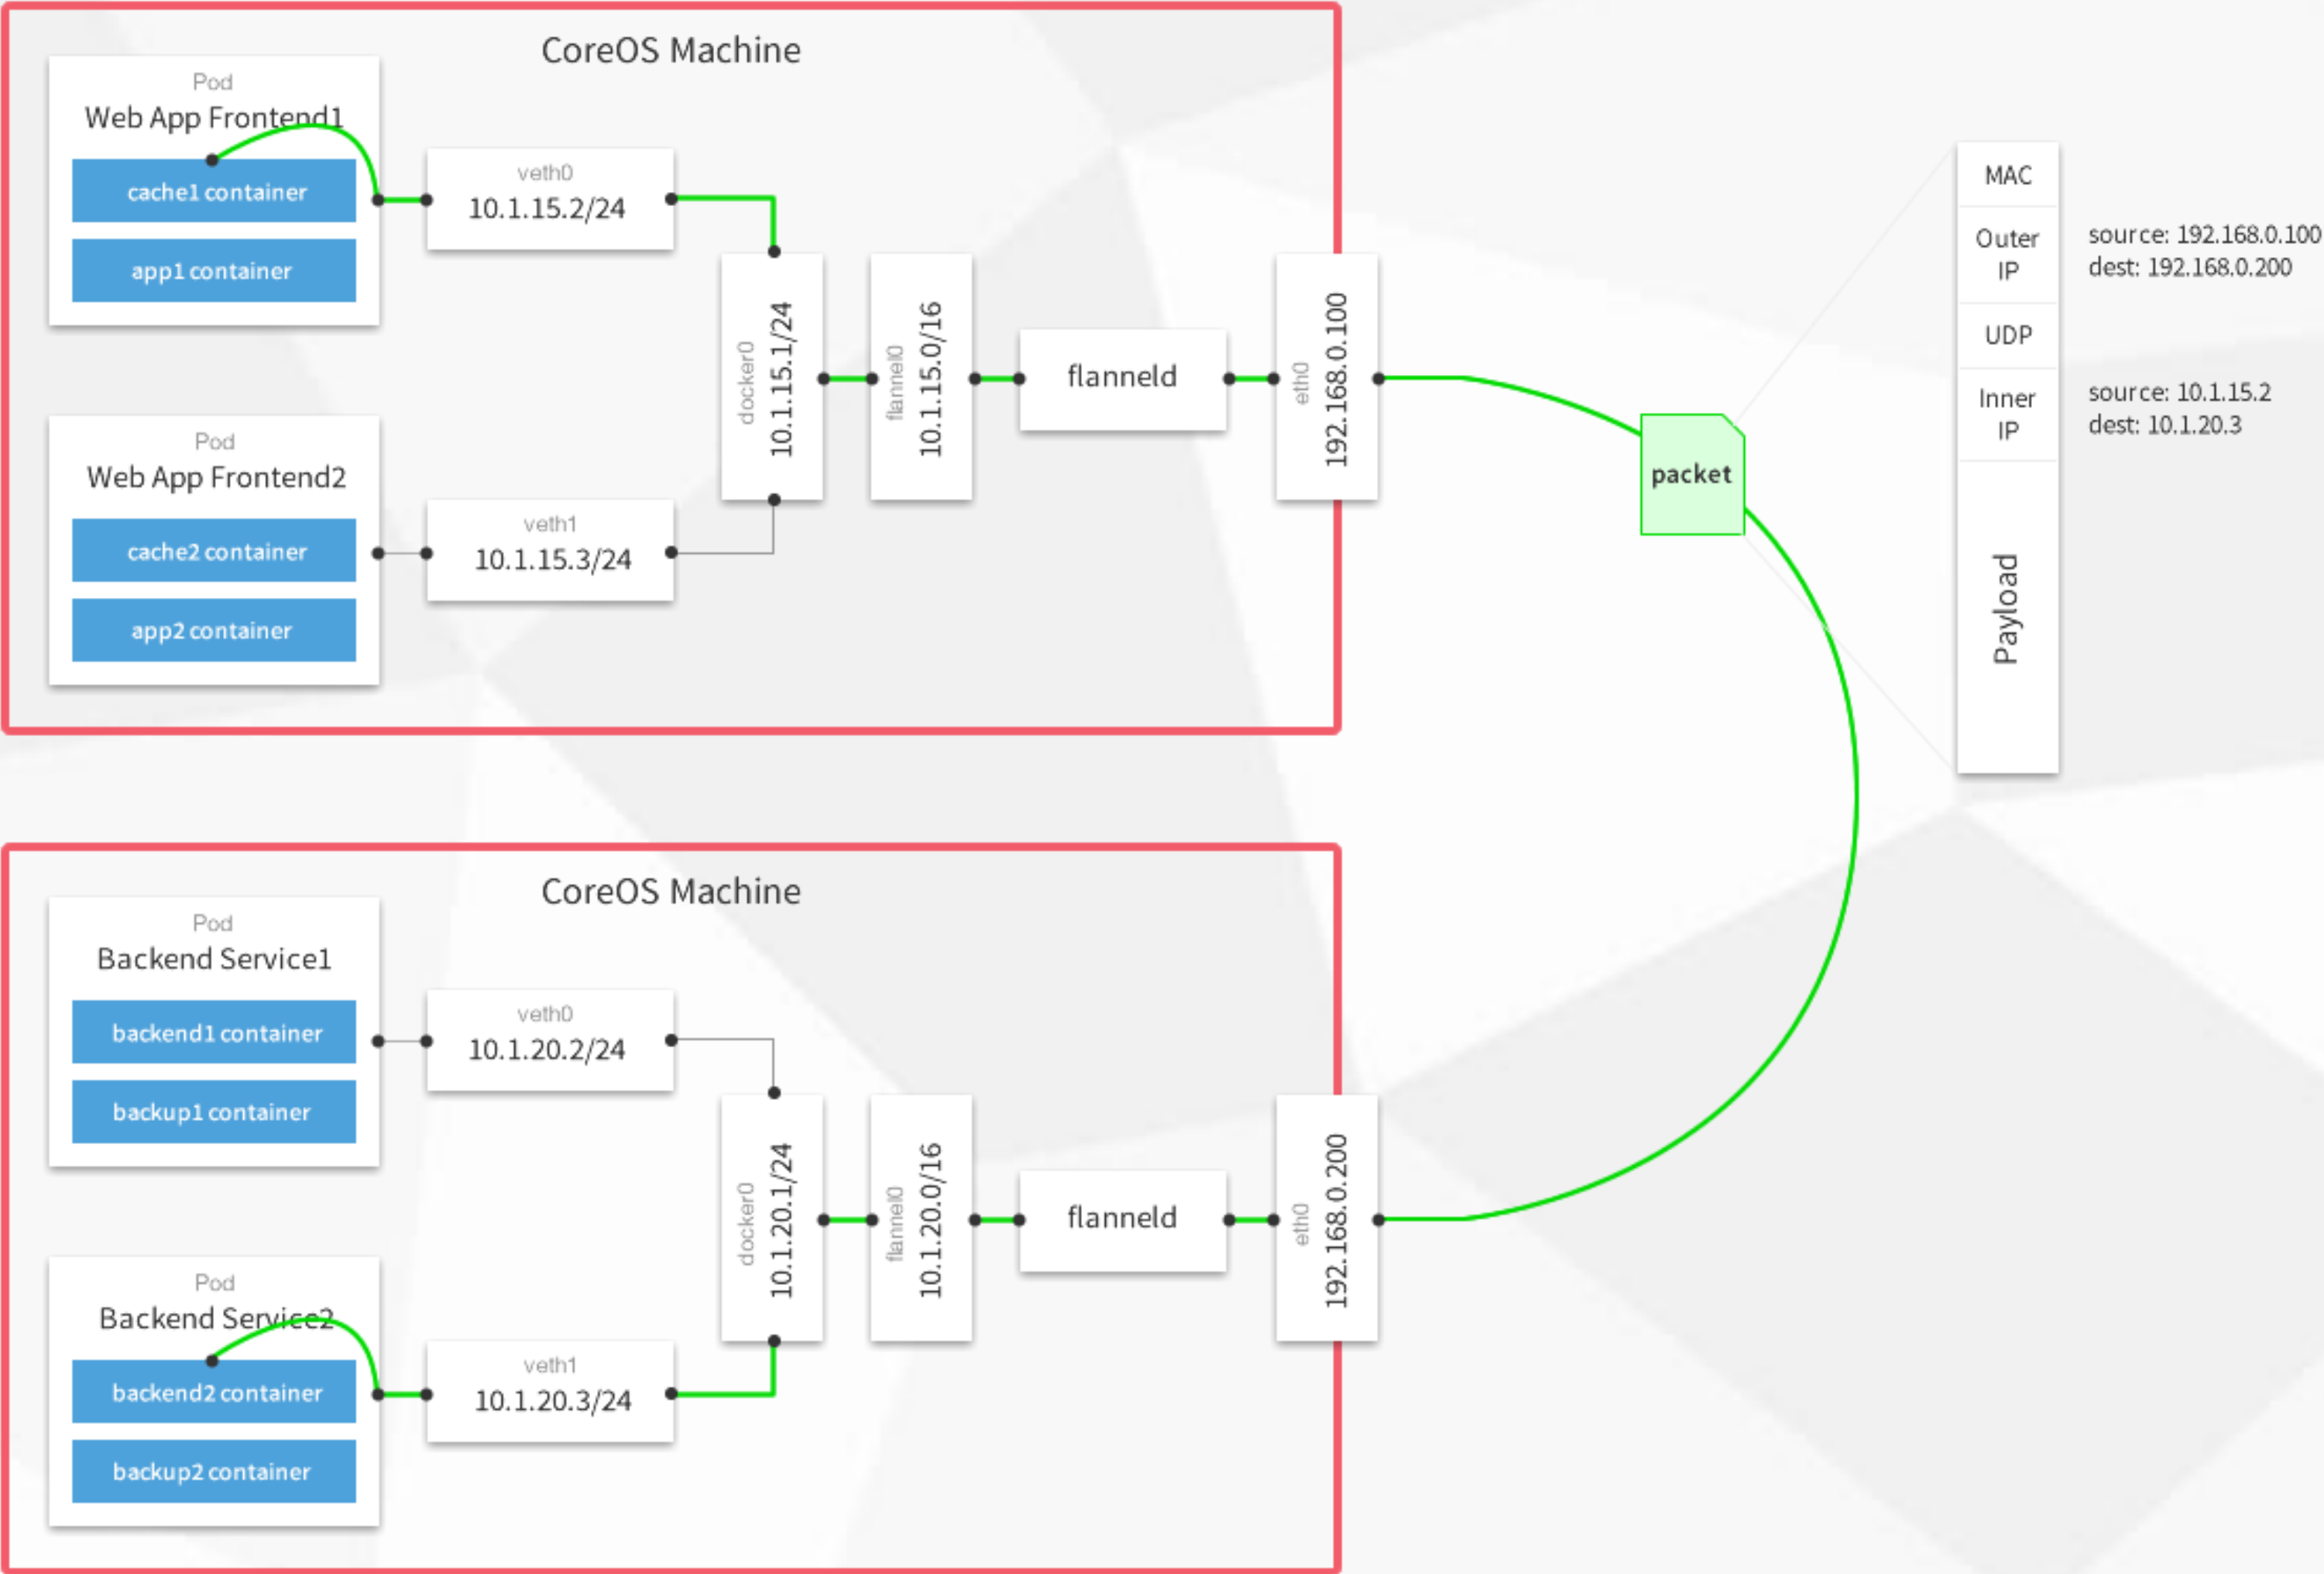 CoreOS Machine
Pod
Web App Frontend1
cache1 container
app1 container
veth0
10.1.15.2/24
Pod
Web App Frontend2
cache2 container
app2 container
veth1
10.1.15.3/24
docker0
10.1.15.1/24
flannel0
10.1.15.0/16
flanneld
eth0
192.168.0.100
packet
MAC
Outer
IP
source: 192.168.0.100
dest: 192.168.0.200
UDP
Inner
IP
source: 10.1.15.2
dest: 10.1.20.3
Payload
CoreOS Machine
Pod
Backend Service1
backend1 container
backup1 container
veth0
10.1.20.2/24
Pod
Backend Service2
backend2 container
backup2 container
veth1
10.1.20.3/24
docker0
10.1.20.1/24
flannel0
10.1.20.0/16
flanneld
eth0
192.168.0.200